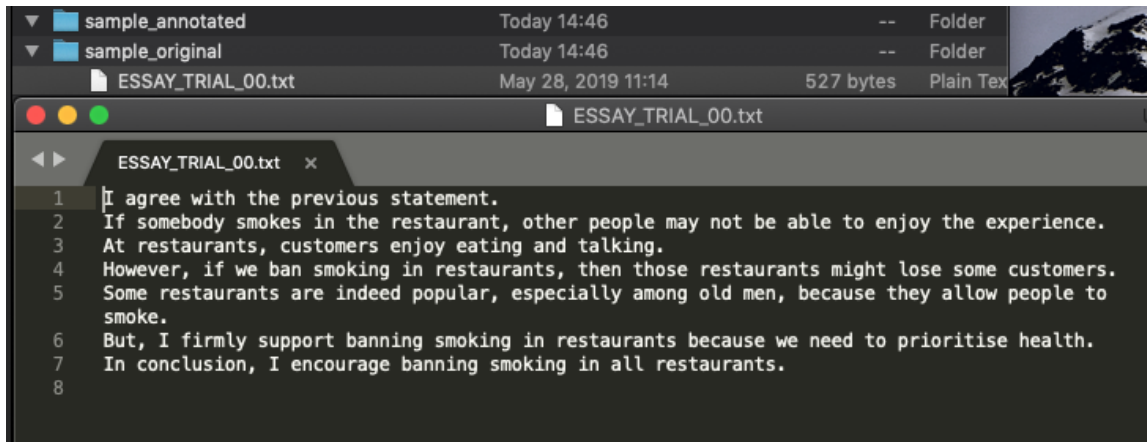 sample_annotated Today 14:46 -- Folder
sample_original Today 14:46 -- Folder
ESSAY_TRIAL_00.txt May 28, 2019 11:14 527 bytes Plain Tex
ESSAY_TRIAL_00.txt
ESSAY_TRIAL_00.txt ×
1 I agree with the previous statement.
2 If somebody smokes in the restaurant, other people may not be able to enjoy the experience.
3 At restaurants, customers enjoy eating and talking.
4 However, if we ban smoking in restaurants, then those restaurants might lose some customers.
5 Some restaurants are indeed popular, especially among old men, because they allow people to
smoke.
6 But, I firmly support banning smoking in restaurants because we need to prioritise health.
7 In conclusion, I encourage banning smoking in all restaurants.
8